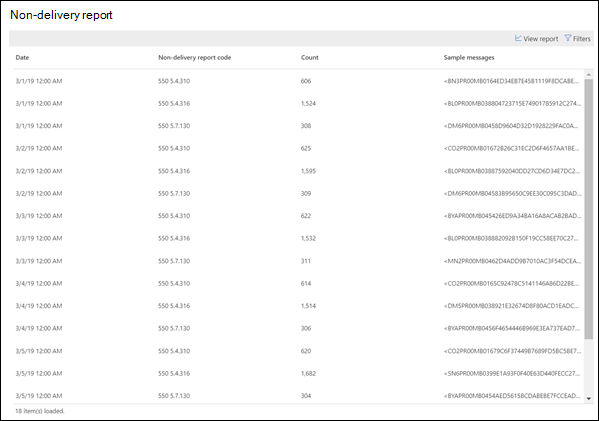 Non-delivery report
View report Filters
Date Non-delivery report code Count Sample messages
3/1/19 12:00 AM 550 5.4.310 606 <BN3PR00MB0164ED34EB7E45B1119F8DCABE...
3/1/19 12:00 AM 550 5.4.316 1,524 <BL0PR00MB038804723715E74901785912C274...
3/1/19 12:00 AM 550 5.7.130 308 <DM6PR00MB0458D9604D32D1928229FAC0A...
3/2/19 12:00 AM 550 5.4.310 625 <CO2PR00MB01672B26C31EC2D6F4657AA1BE...
3/2/19 12:00 AM 550 5.4.316 1,595 <BL0PR00MB03887592040DD27CD6D34E7DC2...
3/2/19 12:00 AM 550 5.7.130 309 <DM6PR00MB04583B95650C9EE30C095C3DAD...
3/3/19 12:00 AM 550 5.4.310 622 <BYAPR00MB045426ED9A34BA16A8ACAB2BAD...
3/3/19 12:00 AM 550 5.4.316 1,532 <BL0PR00MB0388820928150F19CC58EE70C27...
3/3/19 12:00 AM 550 5.7.130 311 <MN2PR00MB0462D4ADD9B7010AC3F54DCEA...
3/4/19 12:00 AM 550 5.4.310 614 <CO2PR00MB0165C92478C5141146A86D22BE...
3/4/19 12:00 AM 550 5.4.316 1,514 <DM5PR00MB038921E32674D8F80ACD1EADC...
3/4/19 12:00 AM 550 5.7.130 306 <BYAPR00MB0456F4654446B969E3EA737EAD7...
3/5/19 12:00 AM 550 5.4.310 620 <CO2PR00MB01679C6F37449B7689FD5BC5BE7...
3/5/19 12:00 AM 550 5.4.316 1,682 <SN6PR00MB0399E1A93F0F40E63D440FECC27...
3/5/19 12:00 AM 550 5.7.130 304 <BYAPR00MB0454AED5615BCDABEBE7FCCEAD...
18 item(s) loaded.